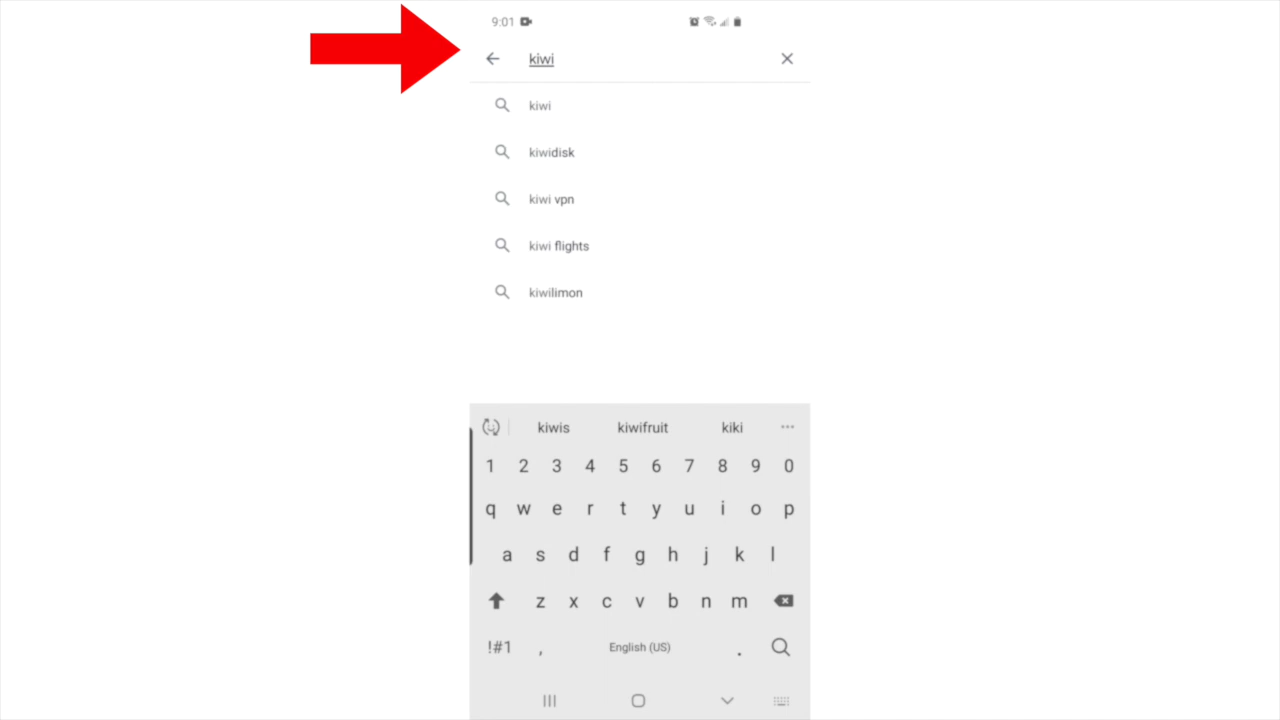 9:01
kiwi
kiwi
kiwidisk
kiwi vpn
kiwi flights
kiwilimon
kiwis kiwifruit kiki
1 2 3 4 5 6 7 8 9 0
q w e r t y u i o p
a s d f g h j k l
z x c v b n m
!#1 , English (US) .